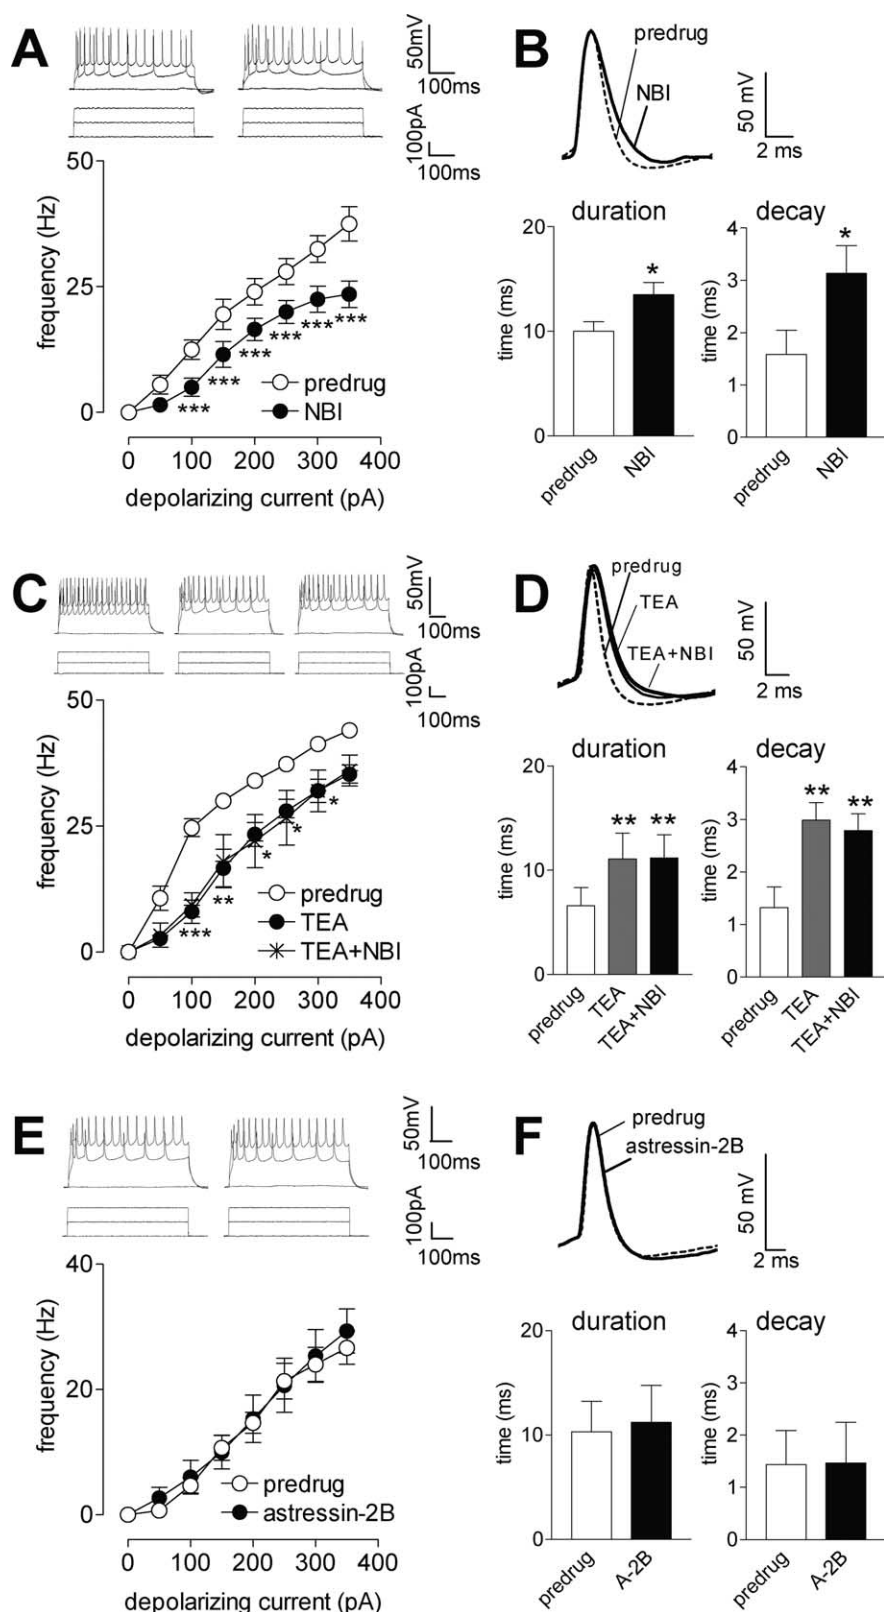 A
50mV
100ms
100pA
100ms
50
25
0
frequency (Hz)
***
***
***
***
***
***
predrug
NBI
0 100 200 300 400
depolarizing current (pA)
B
predrug
NBI
50 mV
2 ms
duration
20
10
0
time (ms)
*
predrug
NBI
decay
4
3
2
1
0
time (ms)
*
predrug
NBI
C
50mV
100ms
100pA
100ms
50
25
0
frequency (Hz)
***
**
*
*
*
predrug
TEA
TEA+NBI
0 100 200 300 400
depolarizing current (pA)
D
predrug
TEA
TEA+NBI
50 mV
2 ms
duration
20
10
0
time (ms)
** **
predrug
TEA
TEA+NBI
decay
4
3
2
1
0
time (ms)
** **
predrug
TEA
TEA+NBI
E
50mV
100ms
100pA
100ms
40
20
0
frequency (Hz)
predrug
astressin-2B
0 100 200 300 400
depolarizing current (pA)
F
predrug
astressin-2B
50 mV
2 ms
duration
20
10
0
time (ms)
predrug
A-2B
decay
4
3
2
1
0
time (ms)
predrug
A-2B